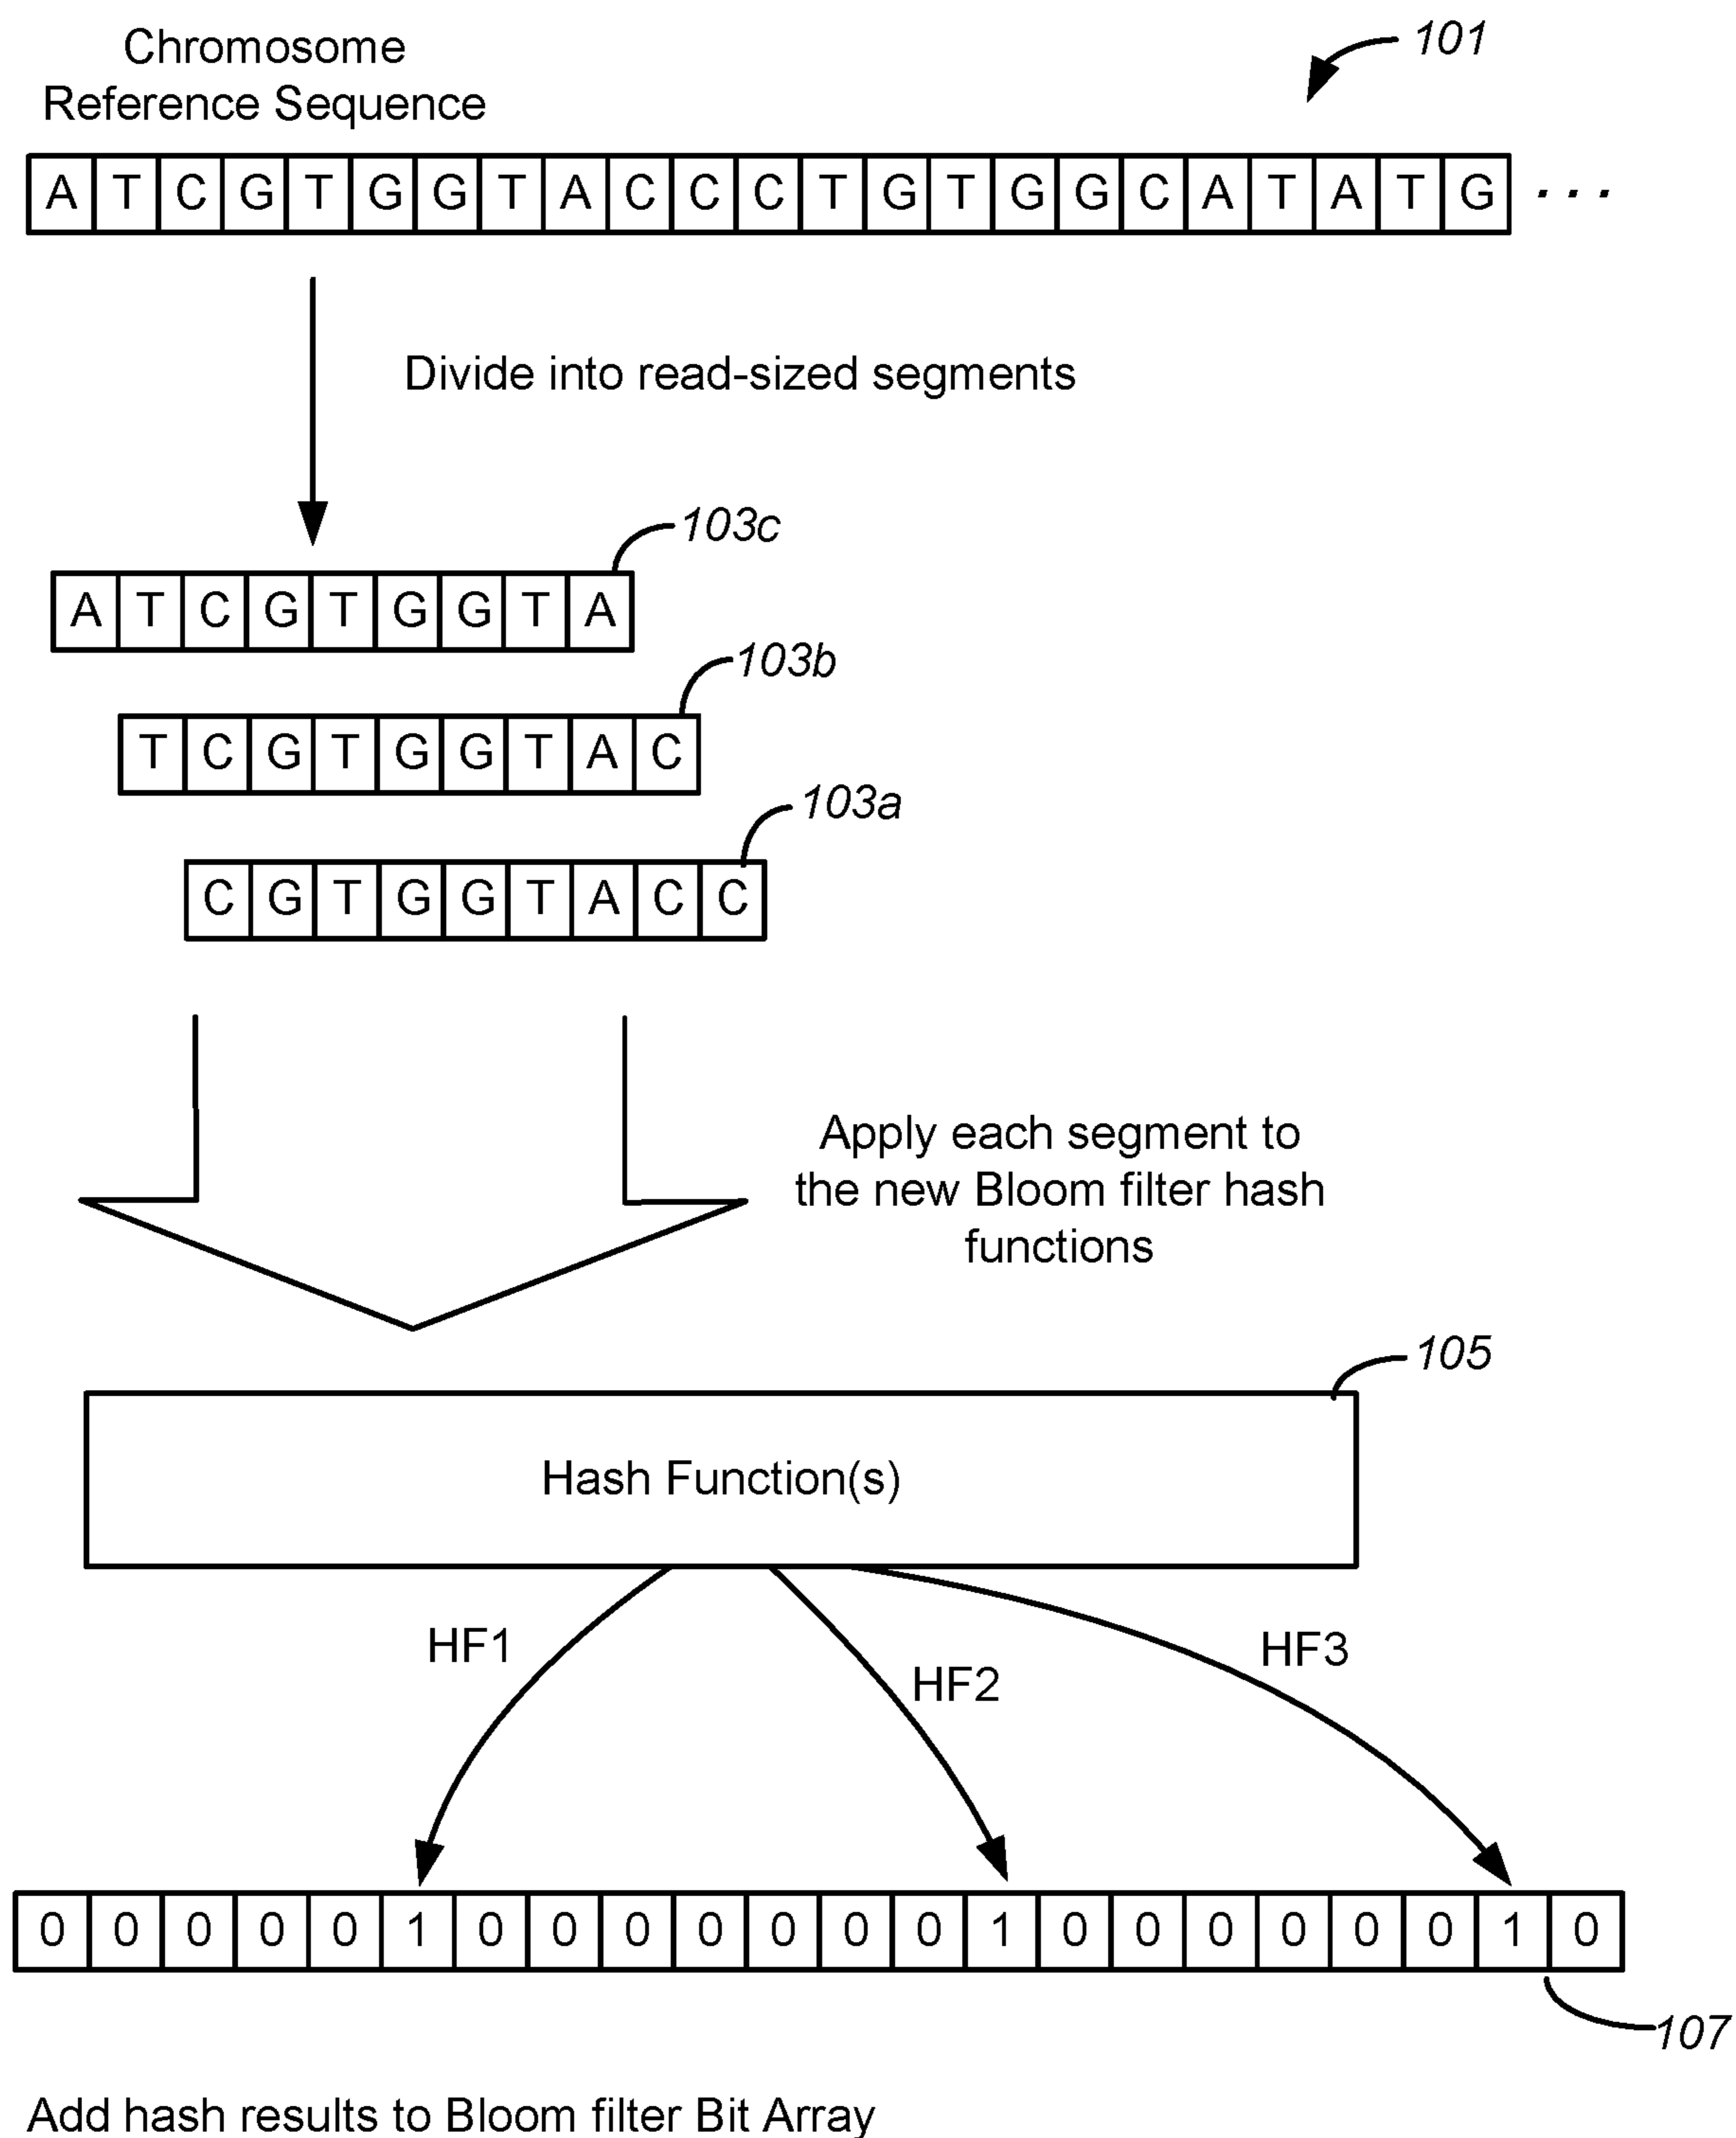 Chromosome
Reference Sequence
101
A T C G T G G T A C C C T G T G G C A T A T G ...
Divide into read-sized segments
103c
A T C G T G G T A
103b
T C G T G G T A C
103a
C G T G G T A C C
Apply each segment to
the new Bloom filter hash
functions
105
Hash Function(s)
HF1
HF2
HF3
0 0 0 0 0 1 0 0 0 0 0 0 0 1 0 0 0 0 0 0 1 0
107
Add hash results to Bloom filter Bit Array